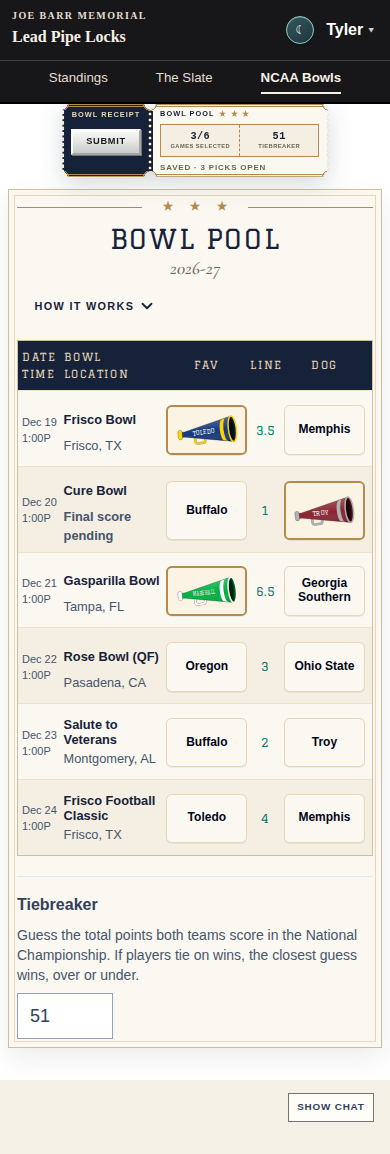 JOE BARR MEMORIAL
Lead Pipe Locks
Tyler
Standings
The Slate
NCAA Bowls
BOWL RECEIPT
SUBMIT
BOWL POOL
3/6
GAMES SELECTED
51
TIEBREAKER
SAVED · 3 PICKS OPEN
BOWL POOL
2026-27
HOW IT WORKS
DATE TIME BOWL LOCATION FAV LINE DOG
Dec 19 1:00P Frisco Bowl Frisco, TX TOLEDO 3.5 Memphis
Dec 20 1:00P Cure Bowl Final score pending Buffalo 1 TROY
Dec 21 1:00P Gasparilla Bowl Tampa, FL 6.5 Georgia Southern
Dec 22 1:00P Rose Bowl (QF) Pasadena, CA Oregon 3 Ohio State
Dec 23 1:00P Salute to Veterans Montgomery, AL Buffalo 2 Troy
Dec 24 1:00P Frisco Football Classic Frisco, TX Toledo 4 Memphis
Tiebreaker
Guess the total points both teams score in the National
Championship. If players tie on wins, the closest guess
wins, over or under.
51
SHOW CHAT